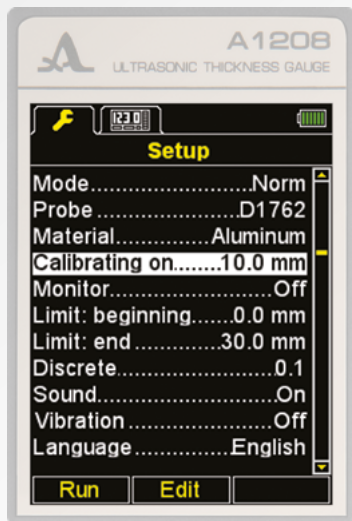 A1208
ULTRASONIC THICKNESS GAUGE
123.0
Setup
Mode..........................Norm
Probe......................D1762
Material...............Aluminum
Calibrating on........10.0 mm
Monitor...........................Off
Limit: beginning......0.0 mm
Limit: end..............30.0 mm
Discrete..........................0.1
Sound............................On
Vibration........................Off
Language..............English
Run Edit